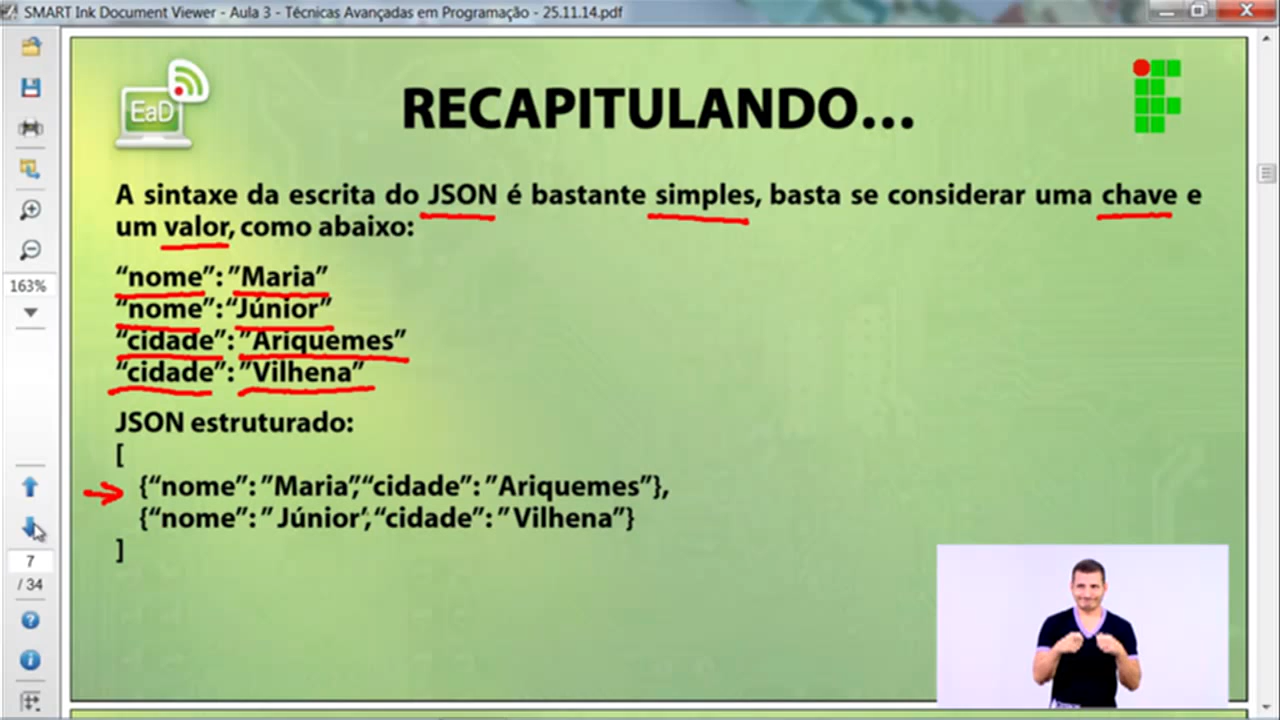 SMART Ink Document Viewer - Aula 3 - Técnicas Avançadas em Programação - 25.11.14.pdf
EaD
RECAPITULANDO...
A sintaxe da escrita do JSON é bastante simples, basta se considerar uma chave e
um valor, como abaixo:
“nome”: ”Maria”
“nome”:“Júnior”
“cidade”: ”Ariquemes”
“cidade”: ”Vilhena”
JSON estruturado:
[
{“nome”: ”Maria”,“cidade”: ”Ariquemes”},
{“nome”: ” Júnior’, “cidade”: ” Vilhena”}
]
163%
7
/ 34